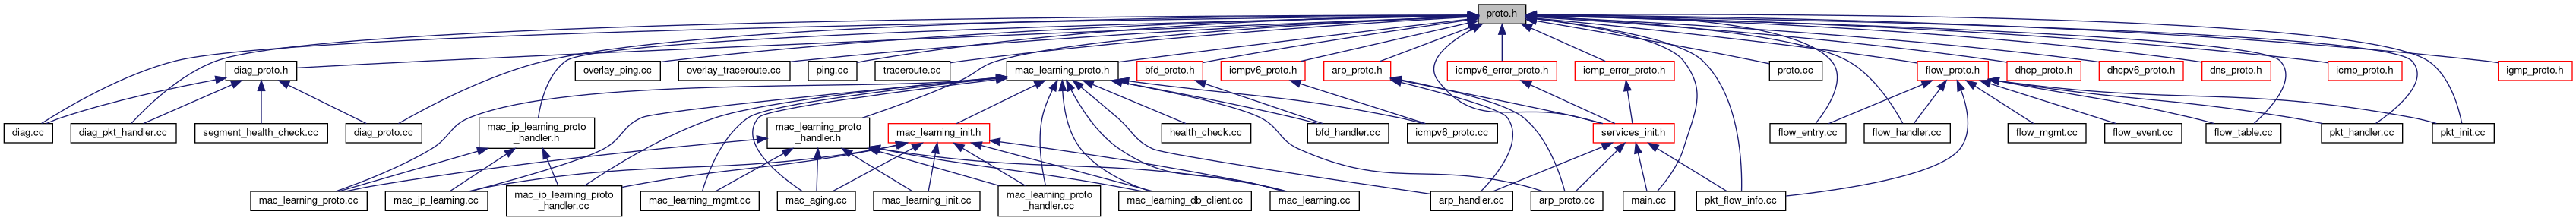 proto.h
diag_proto.h
overlay_ping.cc
overlay_traceroute.cc
ping.cc
traceroute.cc
mac_learning_proto.h
bfd_proto.h
icmpv6_proto.h
arp_proto.h
icmpv6_error_proto.h
icmp_error_proto.h
proto.cc
flow_proto.h
dhcp_proto.h
dhcpv6_proto.h
dns_proto.h
icmp_proto.h
igmp_proto.h
diag.cc
diag_pkt_handler.cc
segment_health_check.cc
diag_proto.cc
mac_ip_learning_proto
_handler.h
mac_learning_proto
_handler.h
mac_learning_init.h
health_check.cc
bfd_handler.cc
icmpv6_proto.cc
services_init.h
flow_entry.cc
flow_handler.cc
flow_mgmt.cc
flow_event.cc
flow_table.cc
pkt_handler.cc
pkt_init.cc
mac_learning_proto.cc
mac_ip_learning.cc
mac_ip_learning_proto
_handler.cc
mac_learning_mgmt.cc
mac_aging.cc
mac_learning_init.cc
mac_learning_proto
_handler.cc
mac_learning_db_client.cc
mac_learning.cc
arp_handler.cc
arp_proto.cc
main.cc
pkt_flow_info.cc